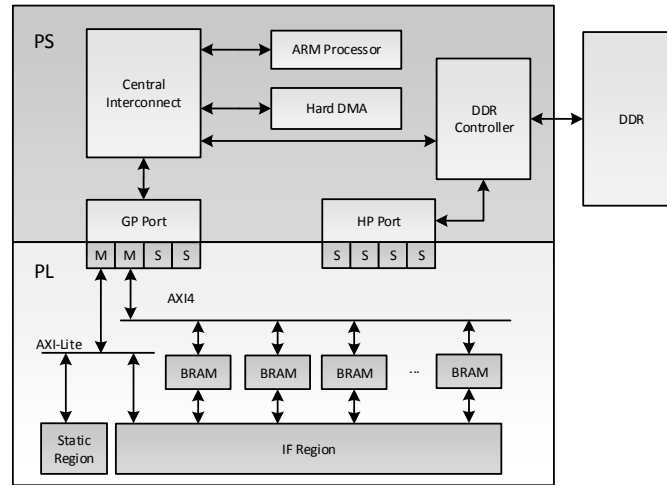 PS
ARM Processor
Central
Interconnect
Hard DMA
DDR
Controller
DDR
GP Port
HP Port
M M S S
S S S S
PL
AXI4
AXI-Lite
BRAM BRAM BRAM ... BRAM
Static
Region
IF Region